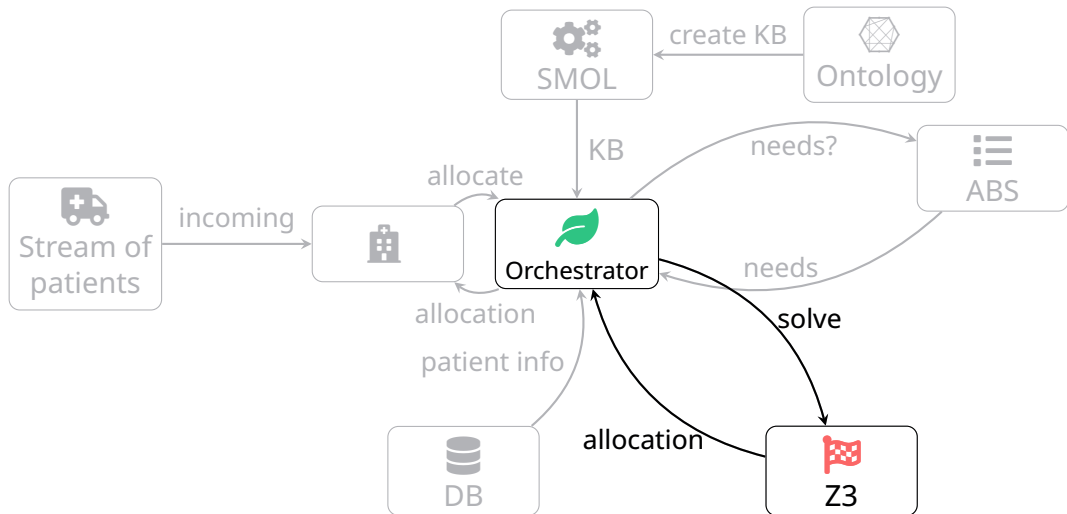 create KB
SMOL
Ontology
KB
needs?
ABS
allocate
incoming
Stream of
patients
Orchestrator
needs
allocation
solve
patient info
allocation
DB
Z3